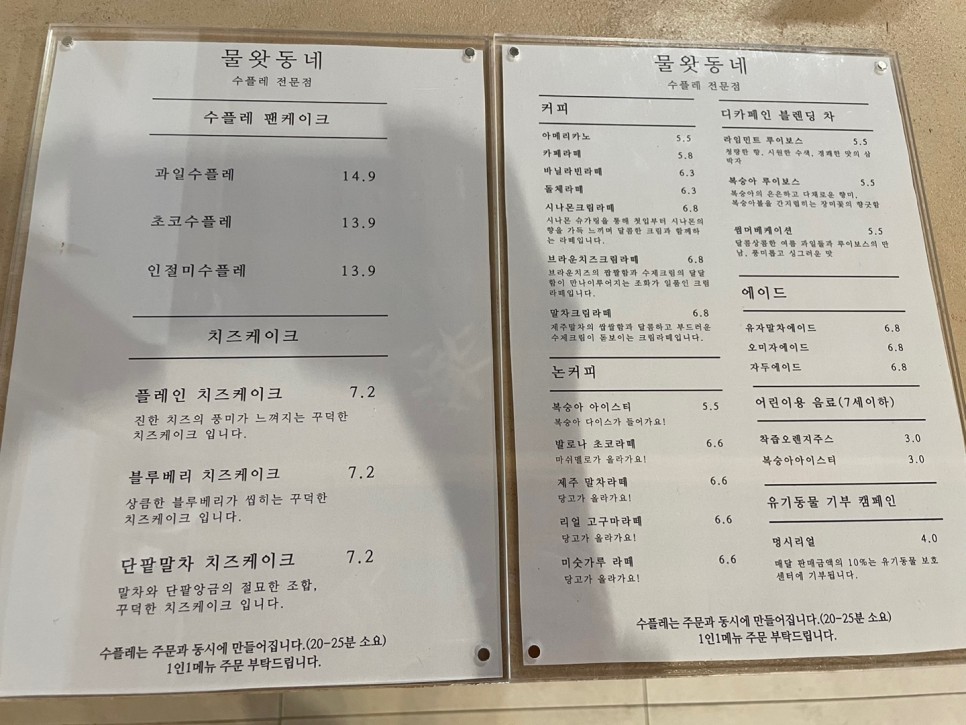 물왓동네
수플레 전문점
수플레 팬케이크
과일수플레 14.9
초코수플레 13.9
인절미수플레 13.9
치즈케이크
플레인 치즈케이크 7.2
진한 치즈의 풍미가 느껴지는 꾸덕한
치즈케이크 입니다.
블루베리 치즈케이크 7.2
상큼한 블루베리가 씹히는 꾸덕한
치즈케이크 입니다.
단팥말차 치즈케이크 7.2
말차와 단팥앙금의 절묘한 조합,
꾸덕한 치즈케이크 입니다.
수플레는 주문과 동시에 만들어집니다.(20-25분 소요)
1인1메뉴 주문 부탁드립니다.
물왓동네
수플레 전문점
커피
아메리카노 5.5
카페라떼 5.8
바닐라빈라떼 6.3
돌체라떼 6.3
시나몬크림라떼 6.8
시나몬 슈가링을 통해 첫입부터 시나몬의
향을 가득 느끼며 달콤한 크림과 함께하
는 라떼입니다.
브라운치즈크림라떼 6.8
브라운치즈의 짭짤함과 수제크림의 달달
함이 만나이루어지는 조화가 일품인 크림
라떼입니다.
말차크림라떼 6.8
제주말차의 쌉쌀함과 달콤하고 부드러운
수제크림이 돋보이는 크림라떼입니다.
논커피
복숭아 아이스티 5.5
복숭아 다이스가 들어가요!
발로나 초코라떼 6.6
마쉬멜로가 올라가요!
제주 말차라떼 6.6
당고가 올라가요!
리얼 고구마라떼 6.6
당고가 올라가요!
미숫가루 라떼 6.6
당고가 올라가요!
디카페인 블렌딩 차
라임민트 루이보스 5.5
청량한 향, 시원한 수색, 경쾌한 맛의 삼
박자
복숭아 루이보스 5.5
복숭아의 은은하고 다채로운 향미,
복숭아볼을 간지럽히는 장미꽃의 향긋함
썸머베케이션 5.5
달콤상콤한 여름 과일들과 루이보스의 만
남, 풍미롭고 싱그러운 맛
에이드
유자말차에이드 6.8
오미자에이드 6.8
자두에이드 6.8
어린이용 음료(7세이하)
착즙오렌지주스 3.0
복숭아아이스티 3.0
유기동물 기부 캠페인
멍시리얼 4.0
매달 판매금액의 10%는 유기동물 보호
센터에 기부됩니다.
수플레는 주문과 동시에 만들어집니다.(20-25분 소요)
1인1메뉴 주문 부탁드립니다.